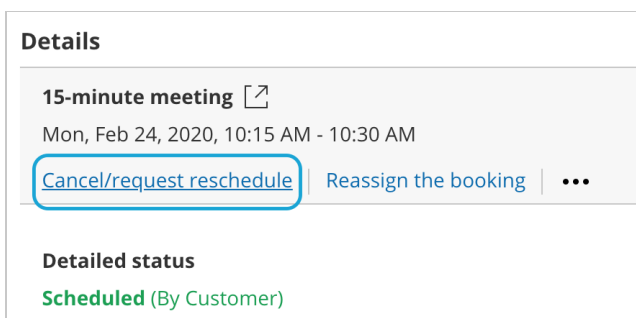 Details
15-minute meeting
Mon, Feb 24, 2020, 10:15 AM - 10:30 AM
Cancel/request reschedule | Reassign the booking | •••
Detailed status
Scheduled (By Customer)